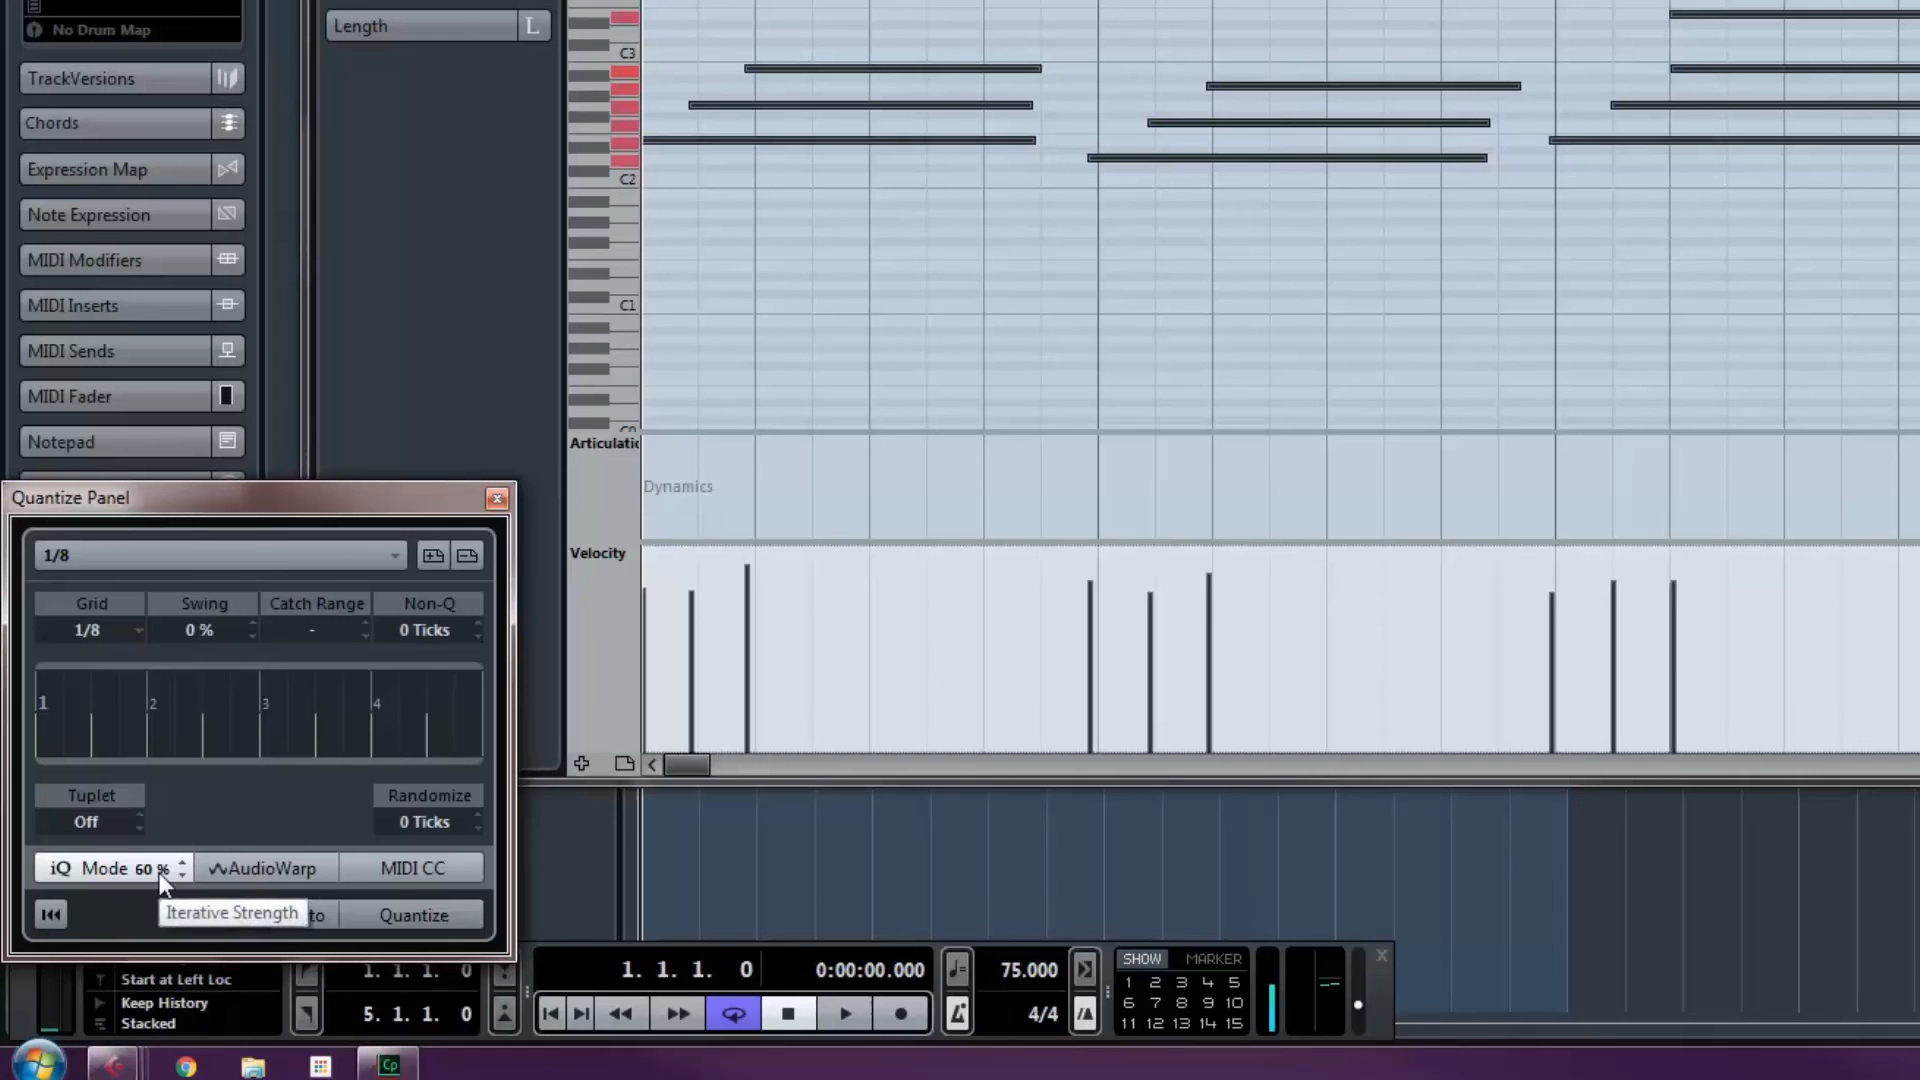 No Drum Map
TrackVersions
Chords
Expression Map
Note Expression
MIDI Modifiers
MIDI Inserts
MIDI Sends
MIDI Fader
Notepad
Length L
C3
C2
C1
C0
Articulatio
Dynamics
Velocity
Quantize Panel
1/8
Grid Swing Catch Range Non-Q
1/8 0 % - 0 Ticks
1 2 3 4
Tuplet Randomize
Off 0 Ticks
iQ Mode 60 % AudioWarp MIDI CC
Iterative Strength to Quantize
Start at Left Loc
Keep History
Stacked
1. 1. 1. 0
5. 1. 1. 0
1. 1. 1. 0 0:00:00.000
75.000
4/4
SHOW MARKER
1 2 3 4 5
6 7 8 9 10
11 12 13 14 15
Cp